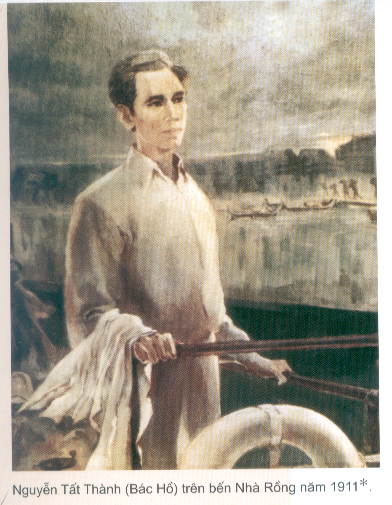 Nguyễn Tất Thành (Bác Hồ) trên bến Nhà Rồng năm 1911*.